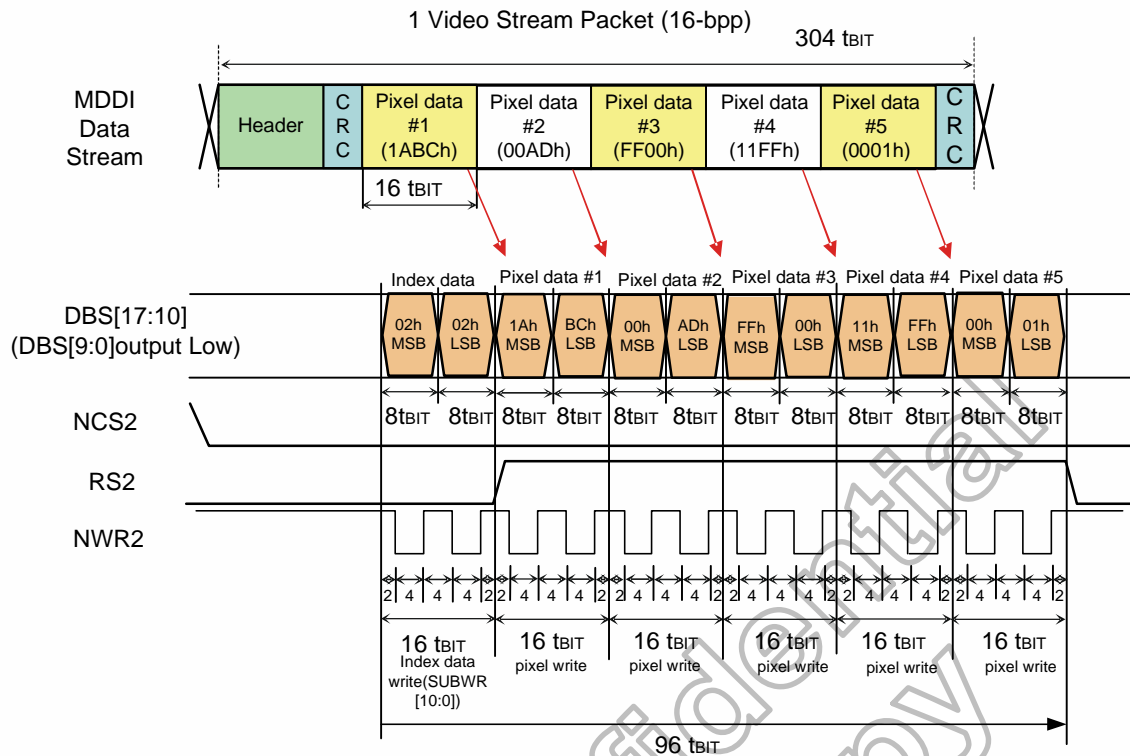 1 Video Stream Packet (16-bpp)
304 tBIT
MDDI
Data
Stream
Header
C
R
C
Pixel data
#1
(1ABCh)
Pixel data
#2
(00ADh)
Pixel data
#3
(FF00h)
Pixel data
#4
(11FFh)
Pixel data
#5
(0001h)
C
R
C
16 tBIT
Index data
Pixel data #1
Pixel data #2
Pixel data #3
Pixel data #4
Pixel data #5
DBS[17:10]
(DBS[9:0]output Low)
02h
MSB
02h
LSB
1Ah
MSB
BCh
LSB
00h
MSB
ADh
LSB
FFh
MSB
00h
LSB
11h
MSB
FFh
LSB
00h
MSB
01h
LSB
8tBIT 8tBIT 8tBIT 8tBIT 8tBIT 8tBIT 8tBIT 8tBIT 8tBIT 8tBIT 8tBIT 8tBIT
NCS2
RS2
NWR2
2 4 4 4 2 2 4 4 4 2 2 4 4 4 2 2 4 4 4 2 2 4 4 4 2 2 4 4 4 2
16 tBIT
Index data
write(SUBWR
[10:0])
16 tBIT
pixel write
16 tBIT
pixel write
16 tBIT
pixel write
16 tBIT
pixel write
16 tBIT
pixel write
96 tBIT